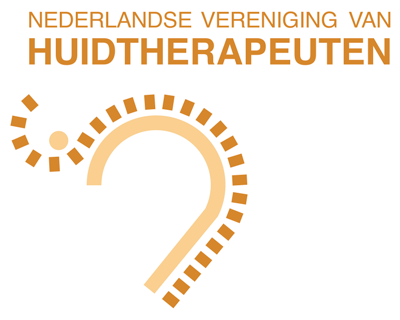 NEDERLANDSE VERENIGING VAN
HUIDTHERAPEUTEN